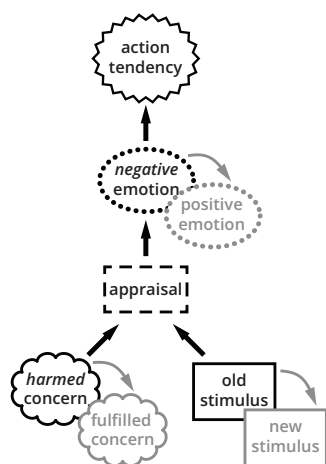 action
tendency
negative
emotion
positive
emotion
appraisal
harmed
concern
fulfilled
concern
old
stimulus
new
stimulus